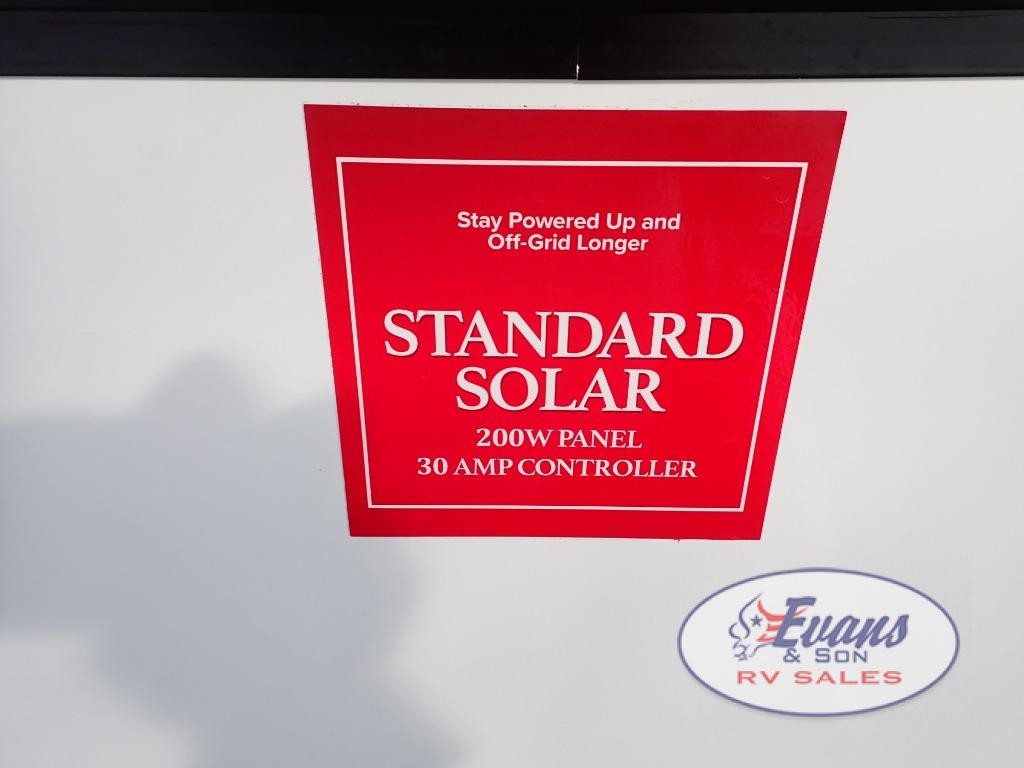 Stay Powered Up and
Off-Grid Longer
STANDARD
SOLAR
200W PANEL
30 AMP CONTROLLER
Evans
& SON
RV SALES